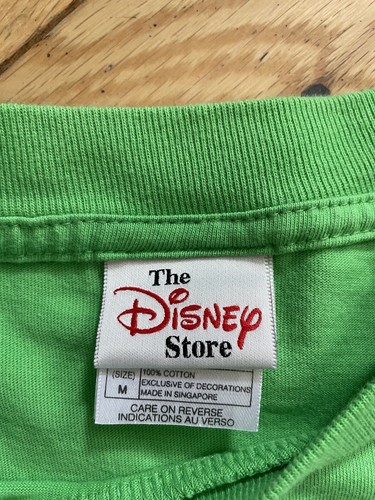 The
Disney
Store
(SIZE)
M
100% COTTON
EXCLUSIVE OF DECORATIONS
MADE IN SINGAPORE
CARE ON REVERSE
INDICATIONS AU VERSO